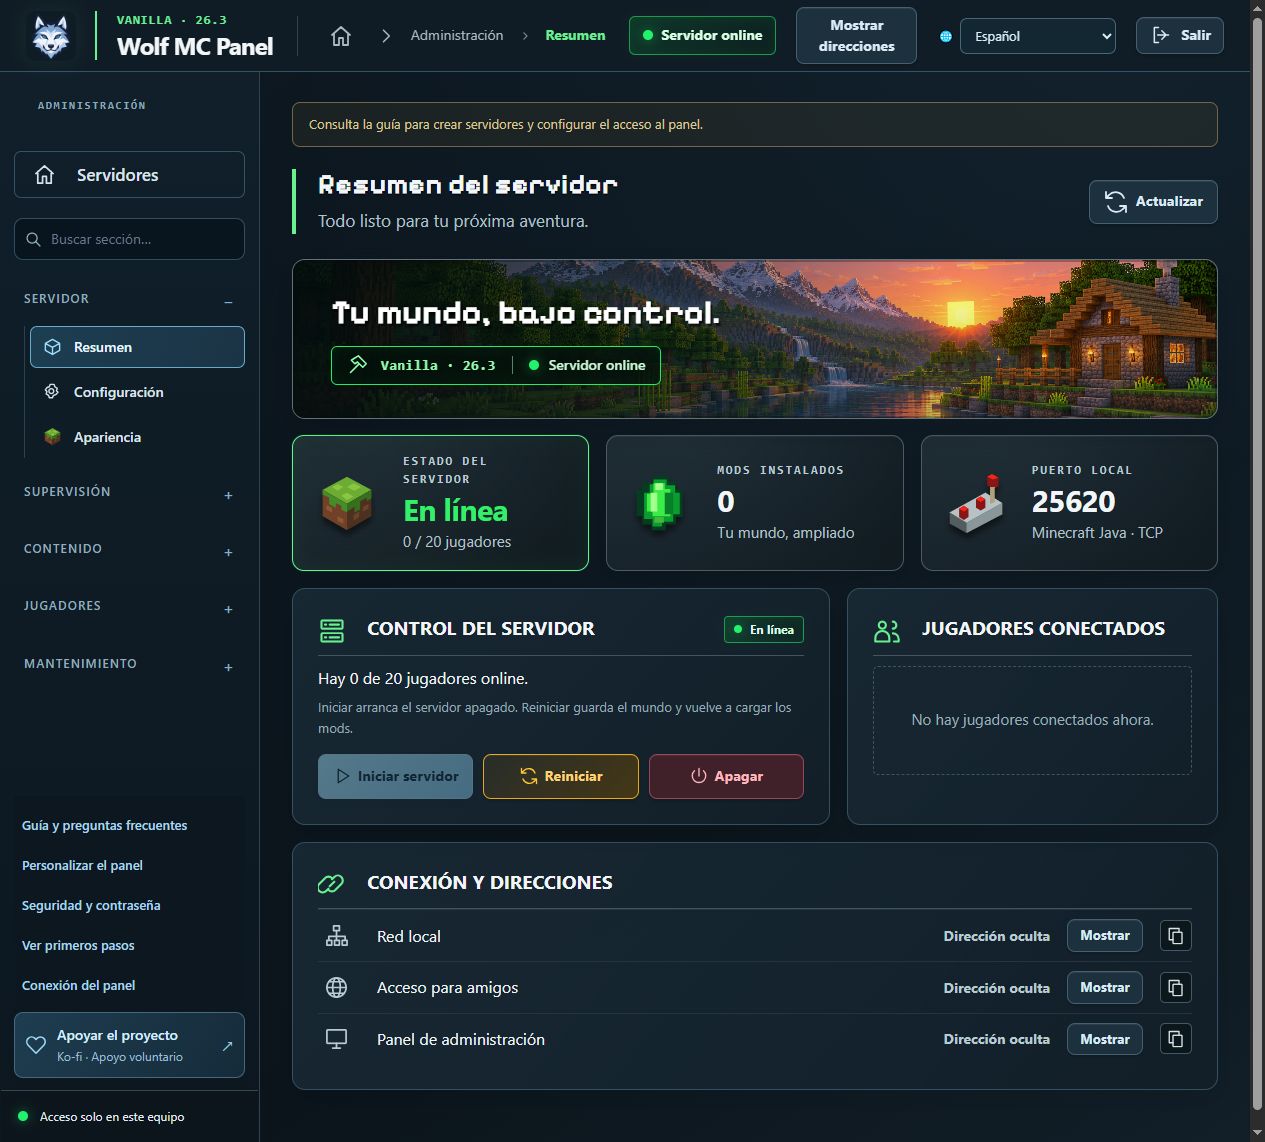 VANILLA · 26.3
Wolf MC Panel
Administración
Resumen
Servidor online
Mostrar
direcciones
Español
Salir
ADMINISTRACIÓN
Servidores
Buscar sección...
SERVIDOR
Resumen
Configuración
Apariencia
SUPERVISIÓN
CONTENIDO
JUGADORES
MANTENIMIENTO
Guía y preguntas frecuentes
Personalizar el panel
Seguridad y contraseña
Ver primeros pasos
Conexión del panel
Apoyar el proyecto
Ko-fi · Apoyo voluntario
Acceso solo en este equipo
Consulta la guía para crear servidores y configurar el acceso al panel.
Resumen del servidor
Todo listo para tu próxima aventura.
Actualizar
Tu mundo, bajo control.
Vanilla · 26.3
Servidor online
ESTADO DEL
SERVIDOR
En línea
0 / 20 jugadores
MODS INSTALADOS
0
Tu mundo, ampliado
PUERTO LOCAL
25620
Minecraft Java · TCP
CONTROL DEL SERVIDOR
En línea
Hay 0 de 20 jugadores online.
Iniciar arranca el servidor apagado. Reiniciar guarda el mundo y vuelve a cargar los
mods.
Iniciar servidor
Reiniciar
Apagar
JUGADORES CONECTADOS
No hay jugadores conectados ahora.
CONEXIÓN Y DIRECCIONES
Red local
Dirección oculta
Mostrar
Acceso para amigos
Dirección oculta
Mostrar
Panel de administración
Dirección oculta
Mostrar